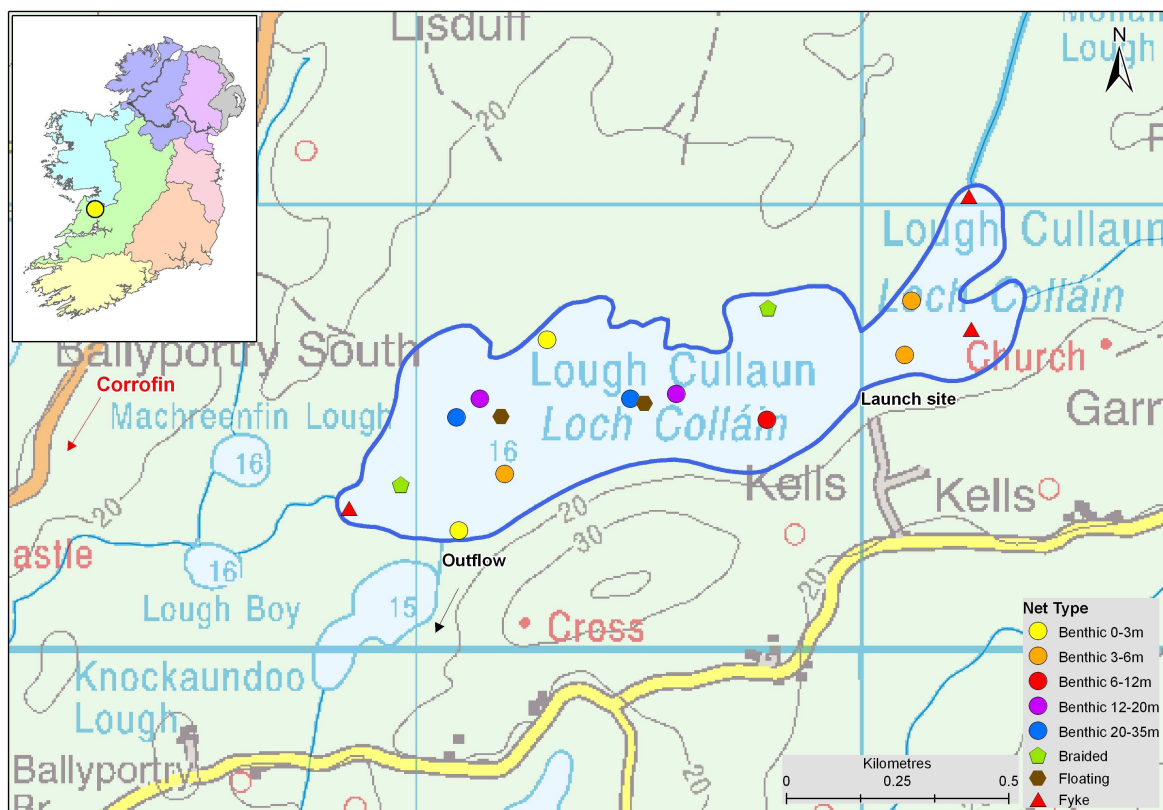 Lisduff
Lough
N
20
Lough Cullaun
Loch Colláin
Ballyportry South
Corrofin
Machreenfin Lough
Lough Cullaun
Loch Colláin
Church
Launch site
Garr
16
16
Kells
Kells
20
20
30
astle
Outflow
16
15
20
Lough Boy
Cross
Knockaundoo
Lough
Ballyportry
Br
20
Net Type
Benthic 0-3m
Benthic 3-6m
Benthic 6-12m
Benthic 12-20m
Benthic 20-35m
Braided
Floating
Fyke
Kilometres
0 0.25 0.5